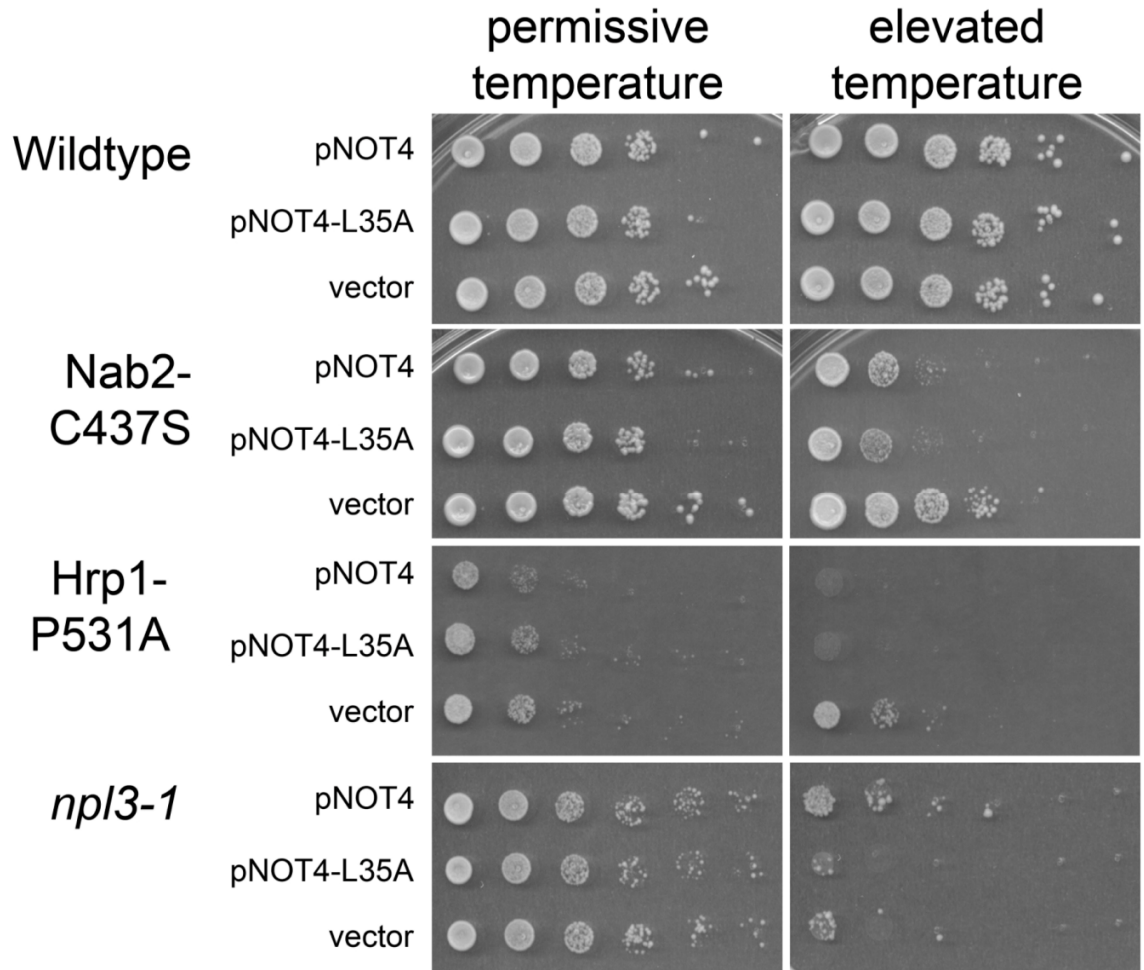 permissive
temperature
elevated
temperature
Wildtype
pNOT4
pNOT4-L35A
vector
Nab2-
C437S
pNOT4
pNOT4-L35A
vector
Hrp1-
P531A
pNOT4
pNOT4-L35A
vector
npl3-1
pNOT4
pNOT4-L35A
vector